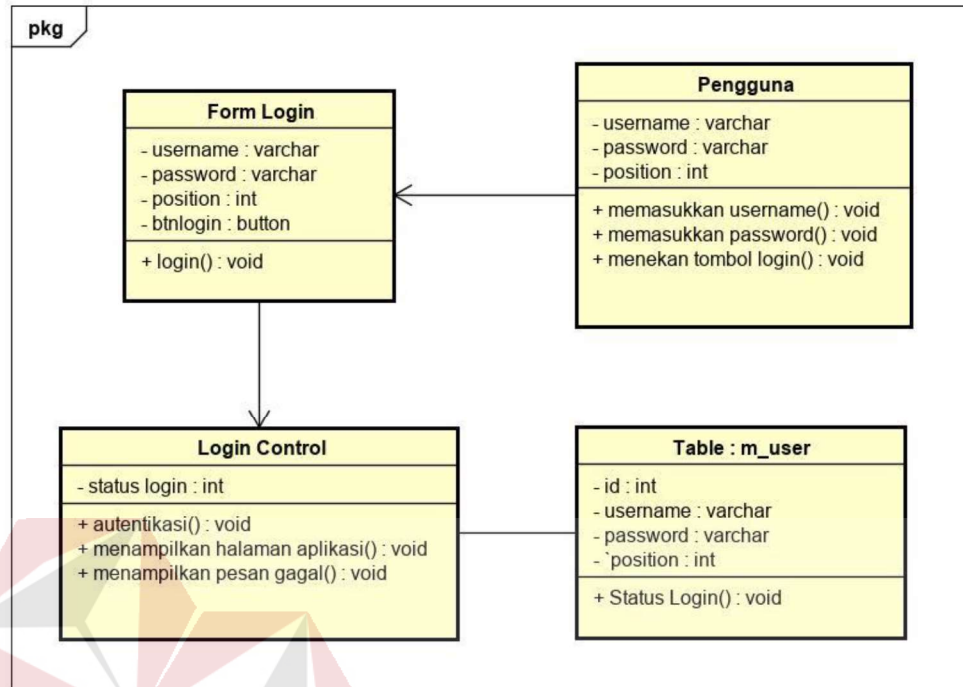 pkg
Form Login
- username : varchar
- password : varchar
- position : int
- btnlogin : button
+ login() : void
Pengguna
- username : varchar
- password : varchar
- position : int
+ memasukkan username() : void
+ memasukkan password() : void
+ menekan tombol login() : void
Login Control
- status login : int
+ autentikasi() : void
+ menampilkan halaman aplikasi() : void
+ menampilkan pesan gagal() : void
Table : m_user
- id : int
- username : varchar
- password : varchar
- `position : int
+ Status Login() : void